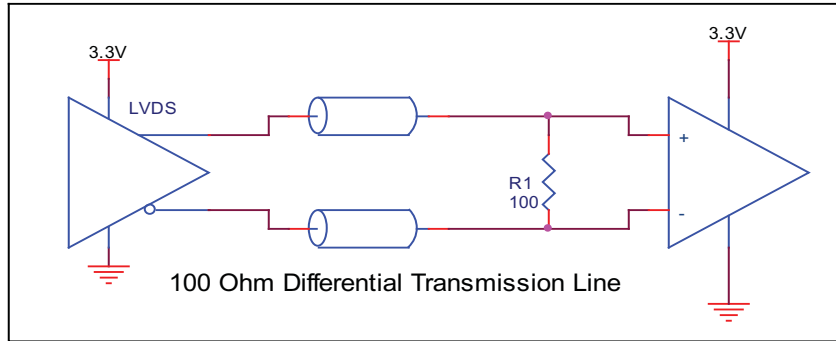 3.3V
3.3V
LVDS
+
R1
100
-
100 Ohm Differential Transmission Line